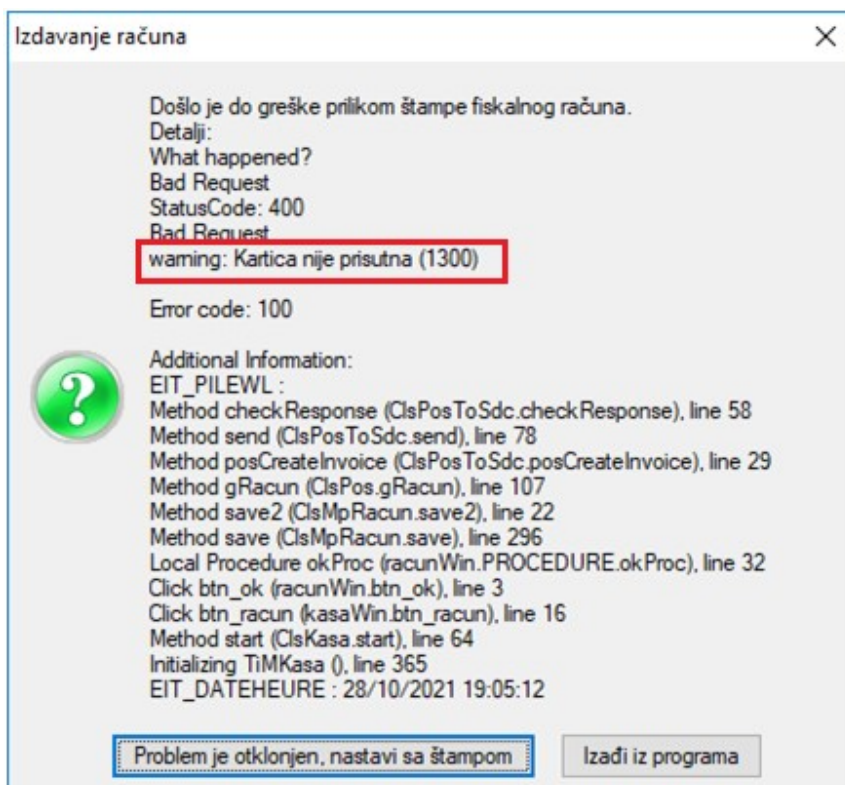 Izdavanje računa
Došlo je do greške prilikom štampe fiskalnog računa.
Detalji:
What happened?
Bad Request
StatusCode: 400
Bad Request
warning: Kartica nije prisutna (1300)
Error code: 100
Additional Information:
EIT_PILEWL :
Method checkResponse (ClsPosToSdc.checkResponse), line 58
Method send (ClsPosToSdc.send), line 78
Method posCreateInvoice (ClsPosToSdc.posCreateInvoice), line 29
Method gRacun (ClsPos.gRacun), line 107
Method save2 (ClsMpRacun.save2), line 22
Method save (ClsMpRacun.save), line 296
Local Procedure okProc (racunWin.PROCEDURE.okProc), line 32
Click btn_ok (racunWin.btn_ok), line 3
Click btn_racun (kasaWin.btn_racun), line 16
Method start (ClsKasa.start), line 64
Initializing TiMKasa (), line 365
EIT_DATEHEURE : 28/10/2021 19:05:12
Problem je otklonjen, nastavi sa štampom
Izađi iz programa